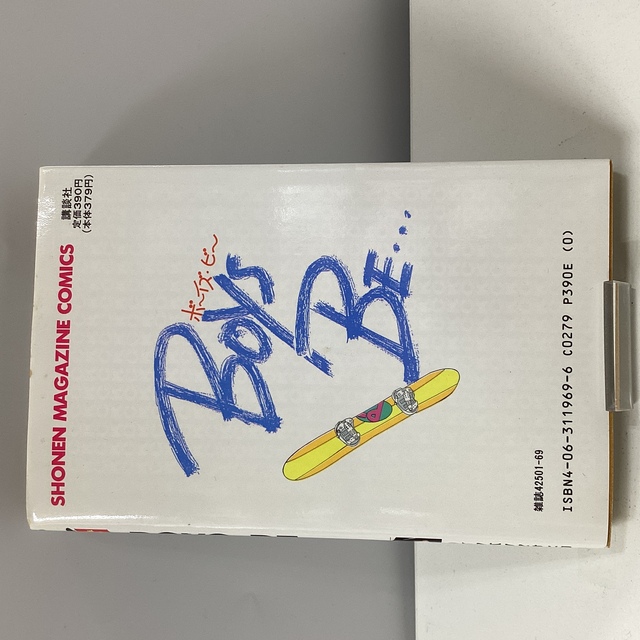 SHONEN MAGAZINE COMICS
講談社
定価390円
(本体379円)
ボーイズ・ビー
BOYS
BE...
雑誌42501-69
ISBN4-06-311969-6 C0279 P390E (0)